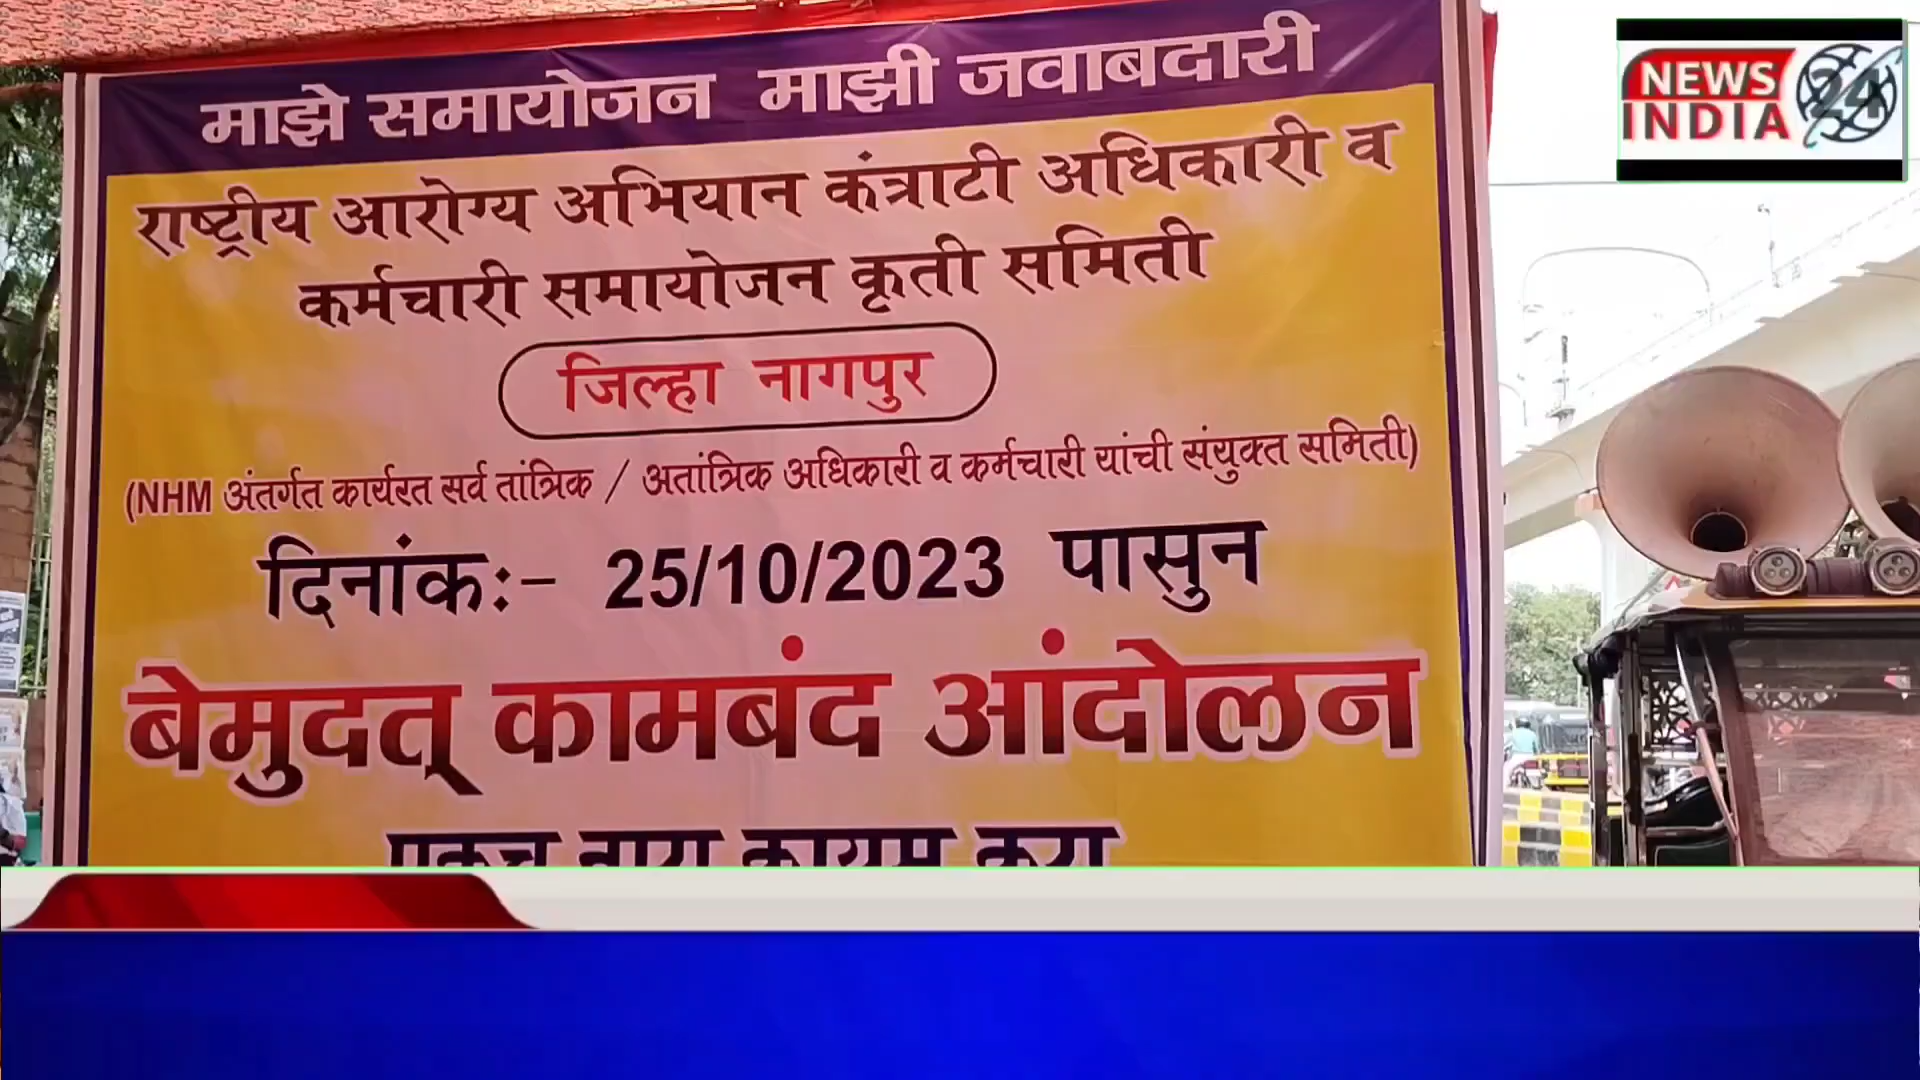 माझे समायोजन माझी जवाबदारी
राष्ट्रीय आरोग्य अभियान कंत्राटी अधिकारी व
कर्मचारी समायोजन कृती समिती
जिल्हा नागपुर
(NHM अंतर्गत कार्यरत सर्व तांत्रिक / अतांत्रिक अधिकारी व कर्मचारी यांची संयुक्त समिती)
दिनांक:- 25/10/2023 पासुन
बेमुदत् कामबंद आंदोलन
NEWS
INDIA 24